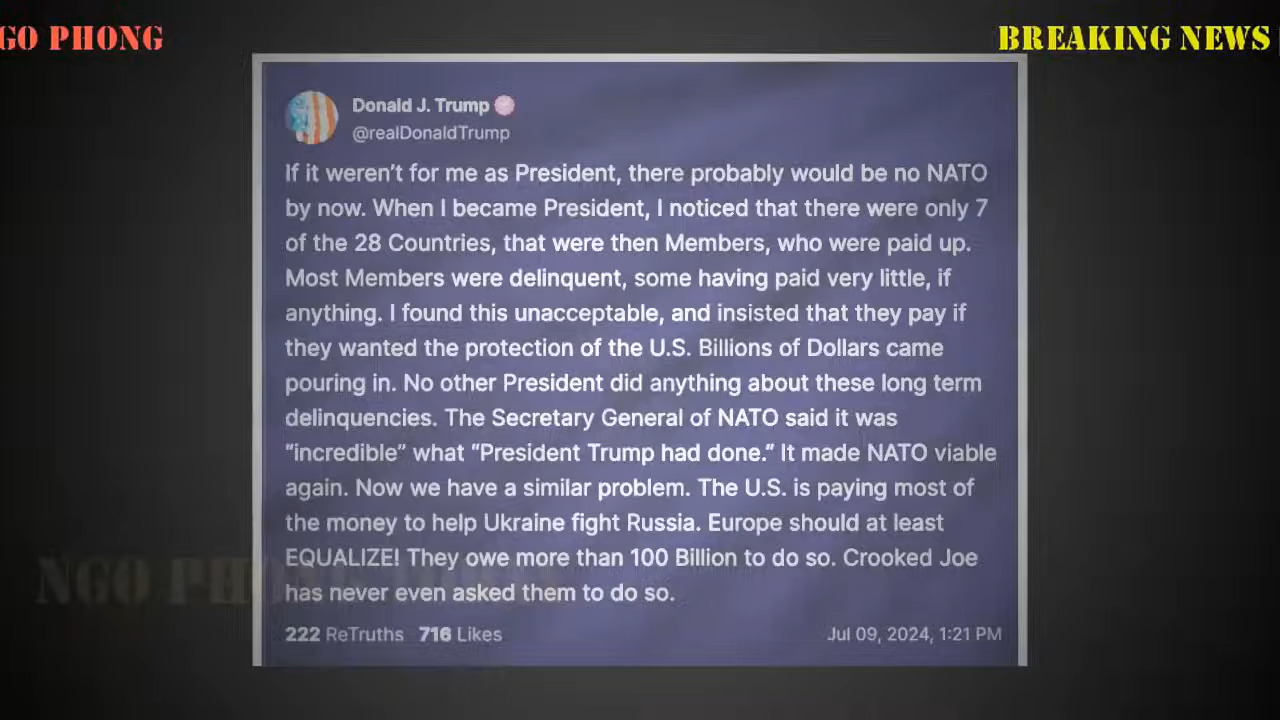 GO PHONG
BREAKING NEWS
Donald J. Trump
@realDonaldTrump
If it weren't for me as President, there probably would be no NATO
by now. When I became President, I noticed that there were only 7
of the 28 Countries, that were then Members, who were paid up.
Most Members were delinquent, some having paid very little, if
anything. I found this unacceptable, and insisted that they pay if
they wanted the protection of the U.S. Billions of Dollars came
pouring in. No other President did anything about these long term
delinquencies. The Secretary General of NATO said it was
“incredible” what “President Trump had done.” It made NATO viable
again. Now we have a similar problem. The U.S. is paying most of
the money to help Ukraine fight Russia. Europe should at least
EQUALIZE! They owe more than 100 Billion to do so. Crooked Joe
has never even asked them to do so.
222 ReTruths 716 Likes
Jul 09, 2024, 1:21 PM
NGO PH